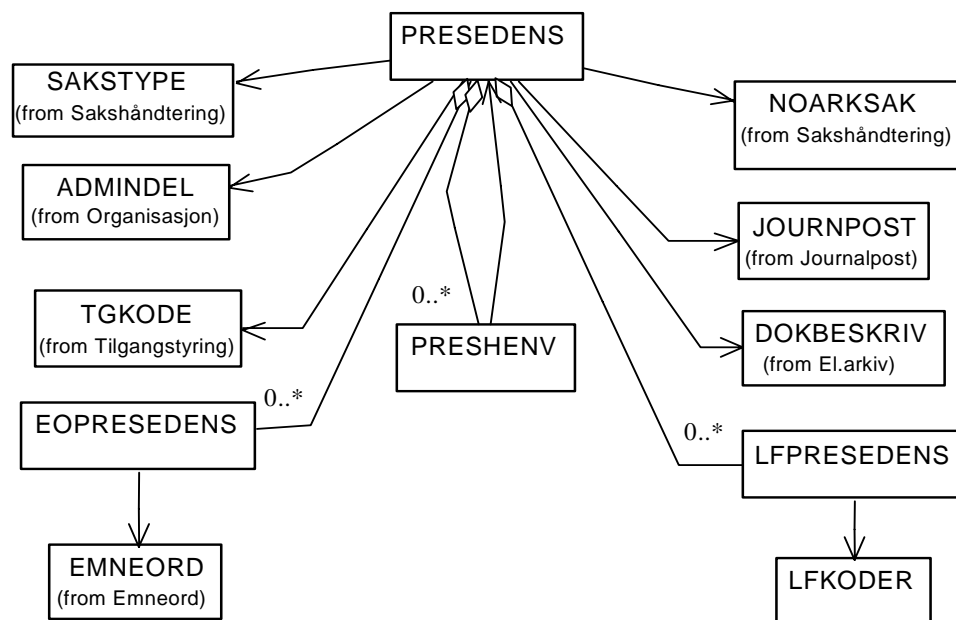 PRESEDENS
SAKSTYPE
(from Sakshåndtering)
NOARKSAK
(from Sakshåndtering)
ADMINDEL
(from Organisasjon)
JOURNPOST
(from Journalpost)
TGKODE
(from Tilgangstyring)
0..*
PRESHENV
DOKBESKRIV
(from El.arkiv)
0..*
EOPRESEDENS
0..*
LFPRESEDENS
EMNEORD
(from Emneord)
LFKODER